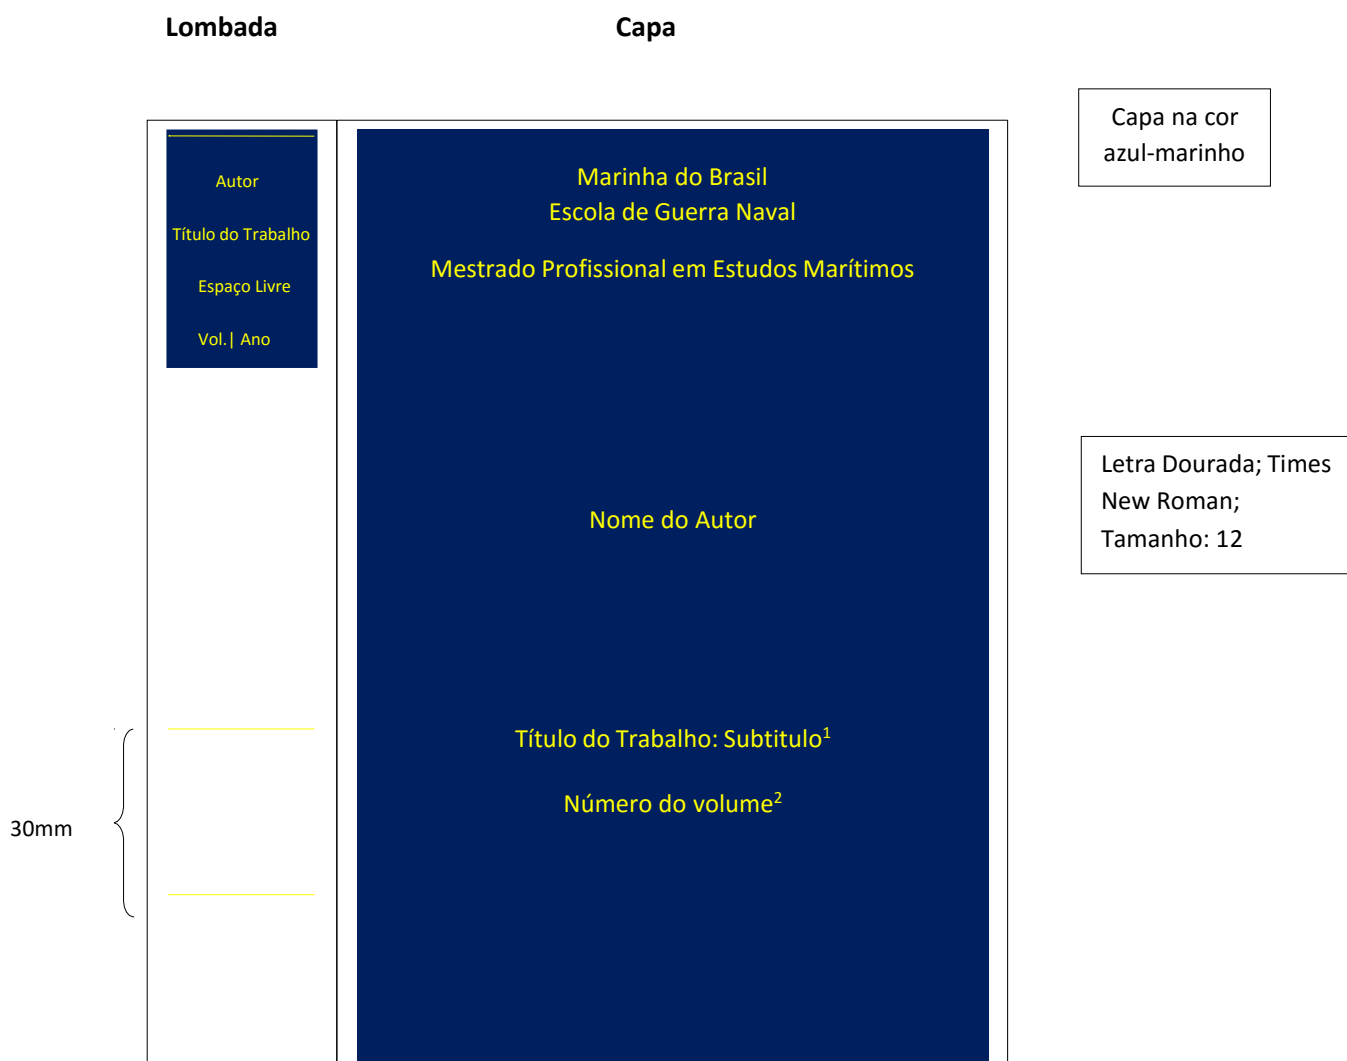 Lombada
Capa
Capa na cor
azul-marinho
Autor
Título do Trabalho
Espaço Livre
Vol.| Ano
Marinha do Brasil
Escola de Guerra Naval
Mestrado Profissional em Estudos Marítimos
Nome do Autor
Letra Dourada; Times
New Roman;
Tamanho: 12
Título do Trabalho: Subtitulo¹
Número do volume²
30mm